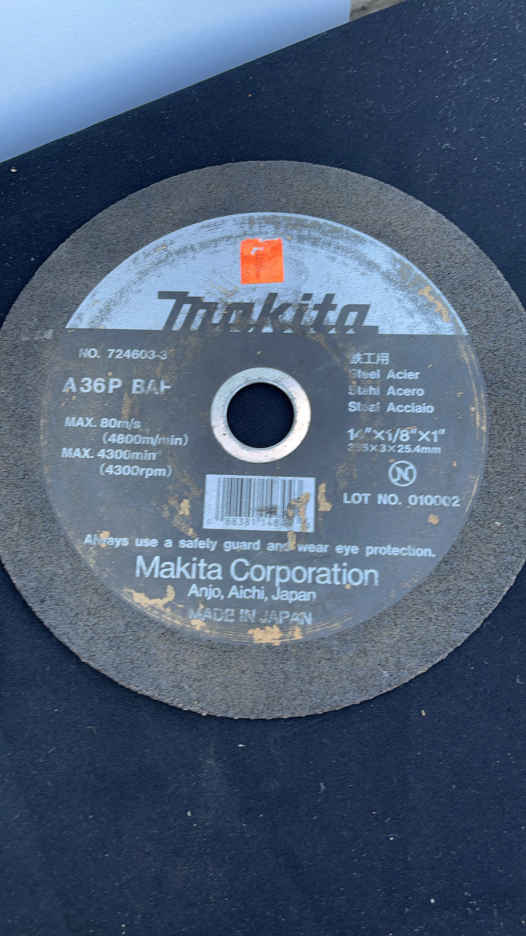 makita
NO. 724603-3
A36P BAF
MAX. 80m/s
(4800m/min)
MAX. 4300min
(4300rpm)
鉄工用
Steel Acier
Stahl Acero
Staal Acciaio
14"×1/8"×1"
355×3×25.4mm
N
LOT NO. 010002
Always use a safety guard and wear eye protection.
Makita Corporation
Anjo, Aichi, Japan
MADE IN JAPAN